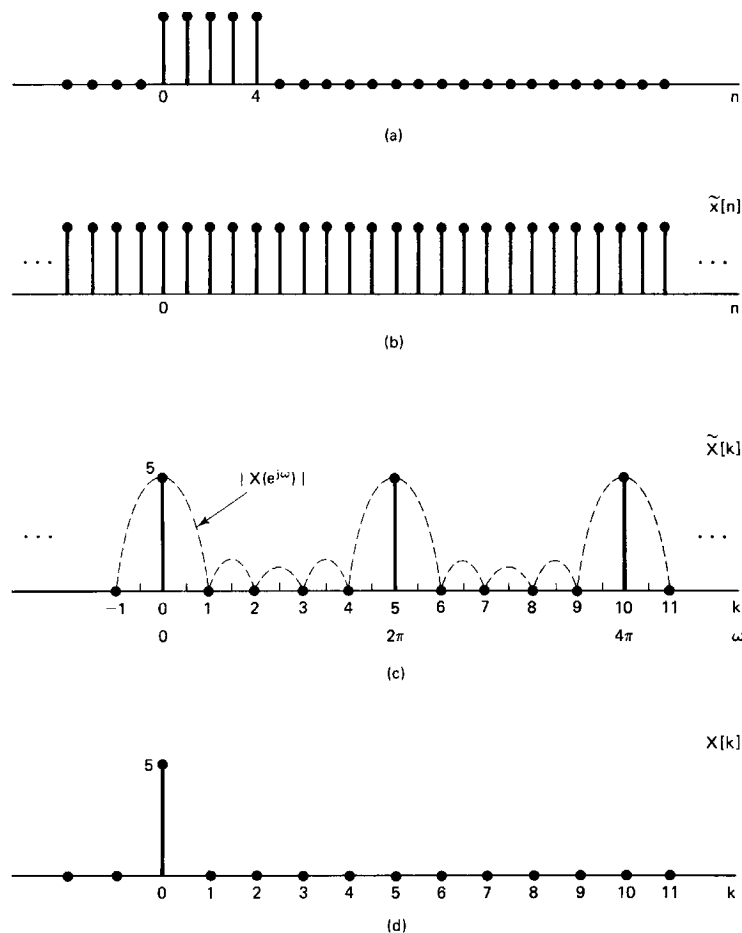 0 4 n
(a)
x̃[n]
... ...
0 n
(b)
X̃[k]
5
| X(e^{jω}) |
... ...
−1 0 1 2 3 4 5 6 7 8 9 10 11 k
0 2π 4π ω
(c)
X[k]
5
0 1 2 3 4 5 6 7 8 9 10 11 k
(d)